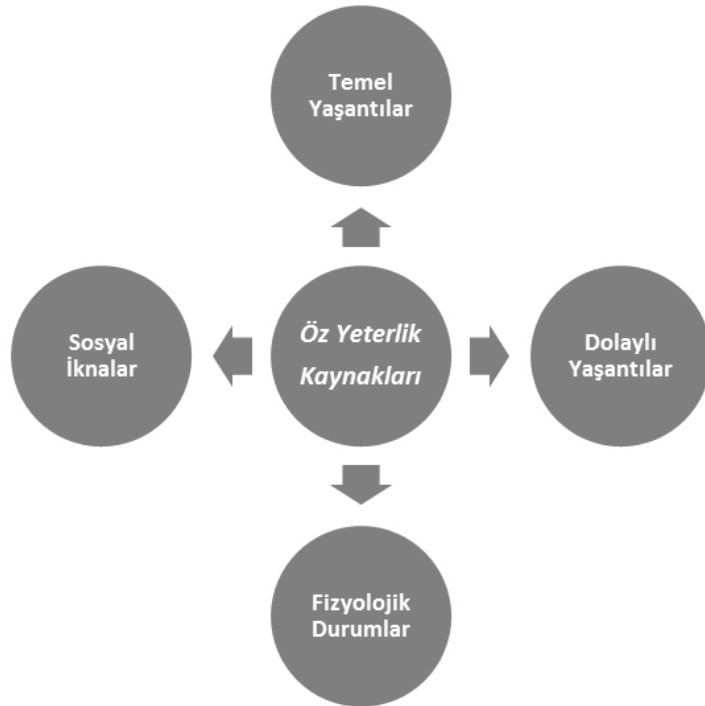 Temel
Yaşantılar
Sosyal
İknalar
Öz Yeterlik
Kaynakları
Dolaylı
Yaşantılar
Fizyolojik
Durumlar